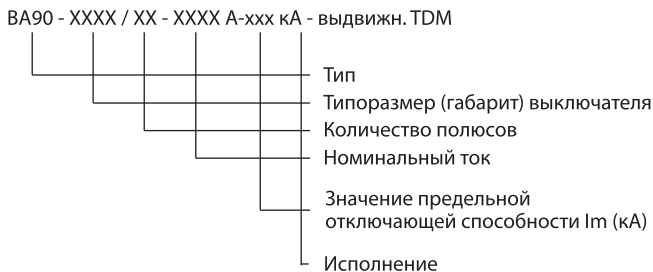 ВА90 - XXXX / XX - XXXX А-ххх кА - выдвижн. TDM
Тип
Типоразмер (габарит) выключателя
Количество полюсов
Номинальный ток
Значение предельной
отключающей способности Im (кА)
Исполнение